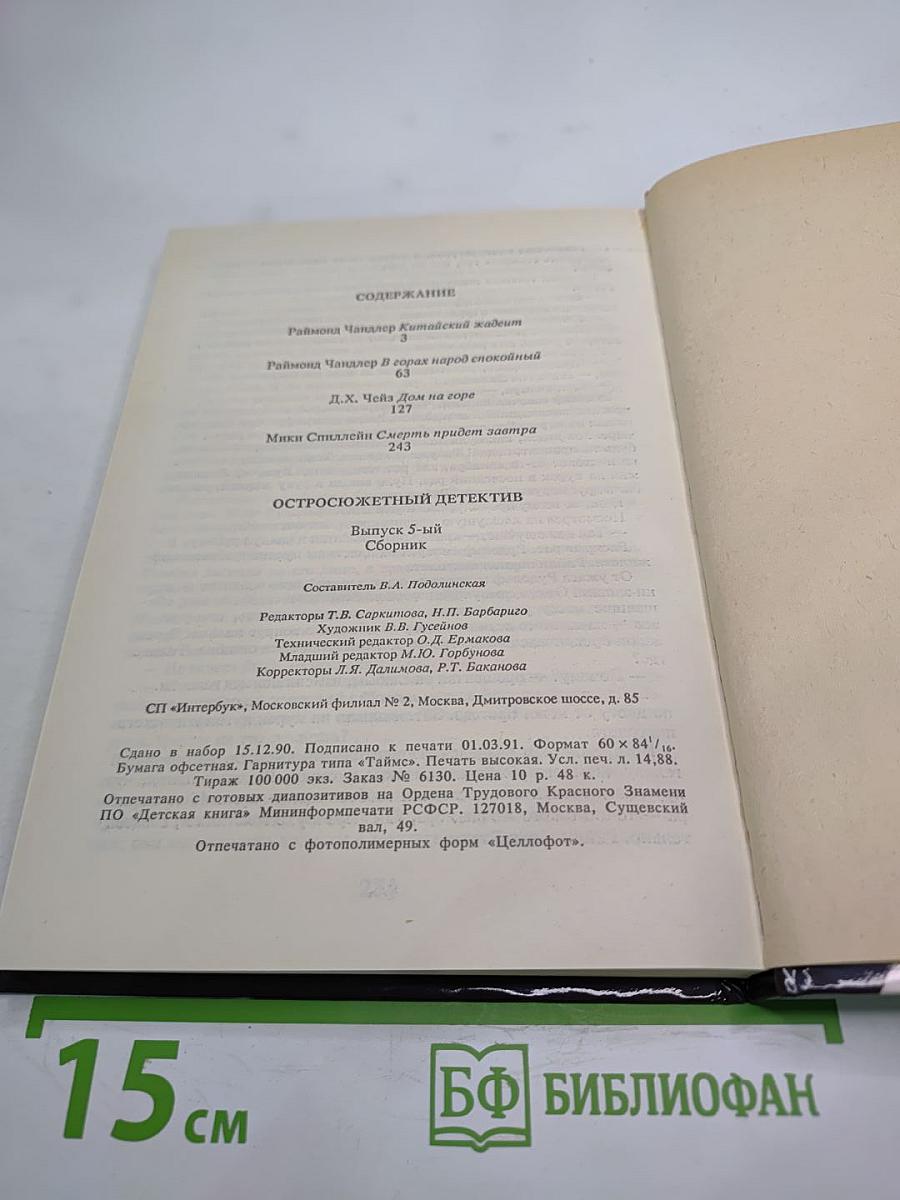 СОДЕРЖАНИЕ
Раймонд Чандлер Китайский жадеит
3
Раймонд Чандлер В горах народ спокойный
63
Д.Х. Чейз Дом на горе
127
Мики Спиллейн Смерть придет завтра
243
ОСТРОСЮЖЕТНЫЙ ДЕТЕКТИВ
Выпуск 5-ый
Сборник
Составитель В.А. Подолинская
Редакторы Т.В. Саркитова, Н.П. Барбариго
Художник В.В. Гусейнов
Технический редактор О.Д. Ермакова
Младший редактор М.Ю. Горбунова
Корректоры Л.Я. Далимова, Р.Т. Баканова
СП «Интербук», Московский филиал № 2, Москва, Дмитровское шоссе, д. 85
Сдано в набор 15.12.90. Подписано к печати 01.03.91. Формат 60 × 84¹/₁₆.
Бумага офсетная. Гарнитура типа «Таймс». Печать высокая. Усл. печ. л. 14,88.
Тираж 100 000 экз. Заказ № 6130. Цена 10 р. 48 к.
Отпечатано с готовых диапозитивов на Ордена Трудового Красного Знамени
ПО «Детская книга» Мининформпечати РСФСР. 127018, Москва, Сущевский
вал, 49.
Отпечатано с фотополимерных форм «Целлофот».
15 см
БФ БИБЛИОФАН